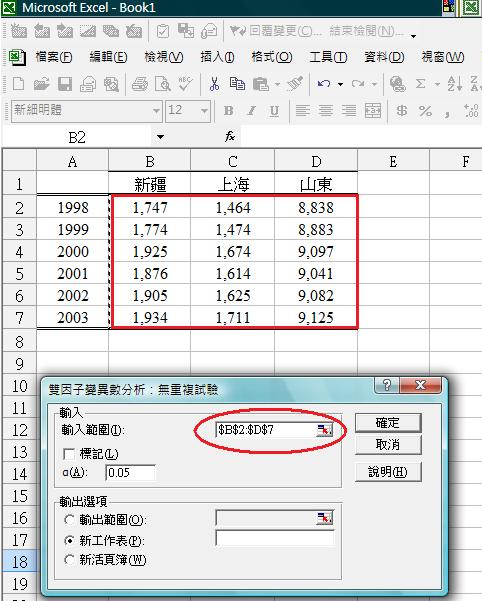 Microsoft Excel - Book1
回覆變更(C)... 結束檢閱(N)...
檔案(F) 編輯(E) 檢視(V) 插入(I) 格式(O) 工具(T) 資料(D) 視窗(W)
新細明體 12 B I U $ % ,
B2 fx
A B C D E F
1 新疆 上海 山東
2 1998 1,747 1,464 8,838
3 1999 1,774 1,474 8,883
4 2000 1,925 1,674 9,097
5 2001 1,876 1,614 9,041
6 2002 1,905 1,625 9,082
7 2003 1,934 1,711 9,125
8
9
10
雙因子變異數分析：無重複試驗
11
輸入
12 輸入範圍(I): $B$2:$D$7 確定
13 標記(L) 取消
14 α(A): 0.05 說明(H)
15 輸出選項
16 輸出範圍(O):
17 新工作表(P):
18 新活頁簿(W)
19